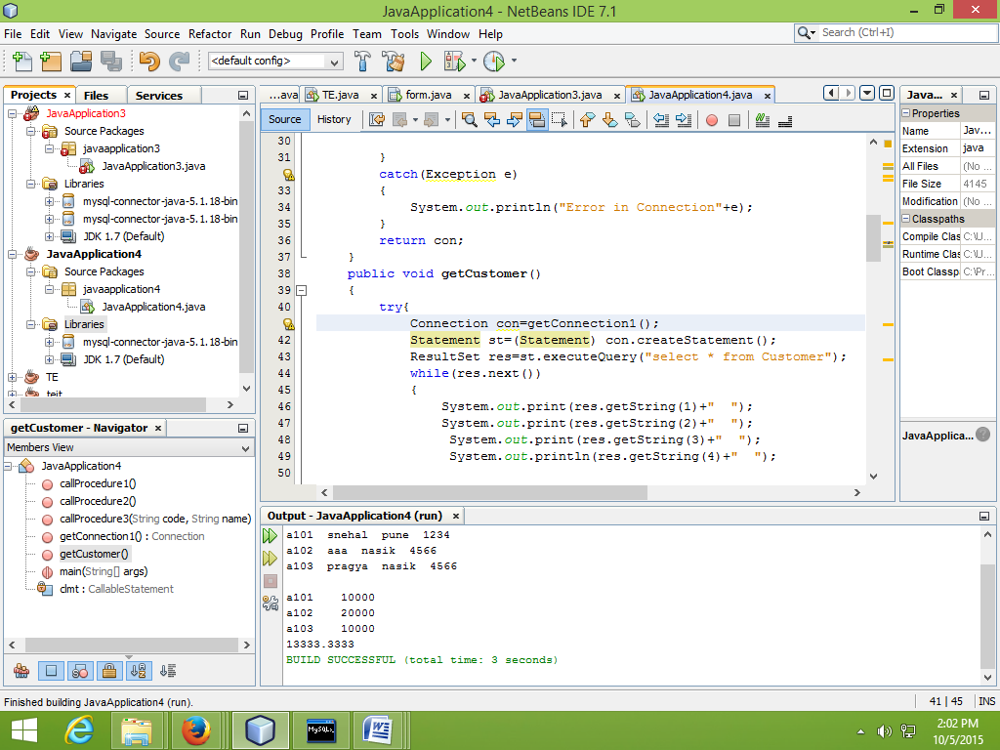 JavaApplication4 - NetBeans IDE 7.1
File Edit View Navigate Source Refactor Run Debug Profile Team Tools Window Help
Search (Ctrl+I)
<default config>
Projects × Files Services
JavaApplication3
Source Packages
javaapplication3
JavaApplication3.java
Libraries
mysql-connector-java-5.1.18-bin
mysql-connector-java-5.1.18-bin
JDK 1.7 (Default)
JavaApplication4
Source Packages
javaapplication4
JavaApplication4.java
Libraries
mysql-connector-java-5.1.18-bin
JDK 1.7 (Default)
TE
teit
getCustomer - Navigator ×
Members View
JavaApplication4
callProcedure1()
callProcedure2()
callProcedure3(String code, String name)
getConnection1() : Connection
getCustomer()
main(String[] args)
clmt : CallableStatement
...ava TE.java × form.java × JavaApplication3.java × JavaApplication4.java ×
Source History
30
31 }
catch(Exception e)
33 {
34 System.out.println("Error in Connection"+e);
35 }
36 return con;
37 }
38 public void getCustomer()
39 {
40 try{
Connection con=getConnection1();
42 Statement st=(Statement) con.createStatement();
43 ResultSet res=st.executeQuery("select * from Customer");
44 while(res.next())
45 {
46 System.out.print(res.getString(1)+"  ");
47 System.out.print(res.getString(2)+"  ");
48 System.out.print(res.getString(3)+"  ");
49 System.out.println(res.getString(4)+"  ");
50
Java... ×
Properties
Name Jav...
Extension java
All Files (No ...
File Size 4145
Modification (No ...
Classpaths
Compile Clas C:\U...
Runtime Clas C:\U...
Boot Classp C:\Pr...
JavaApplica...
Output - JavaApplication4 (run) ×
a101 snehal pune 1234
a102 aaa nasik 4566
a103 pragya nasik 4566
a101 10000
a102 20000
a103 10000
13333.3333
BUILD SUCCESSFUL (total time: 3 seconds)
Finished building JavaApplication4 (run).
41 | 45 INS
MySQL>
2:02 PM
10/5/2015